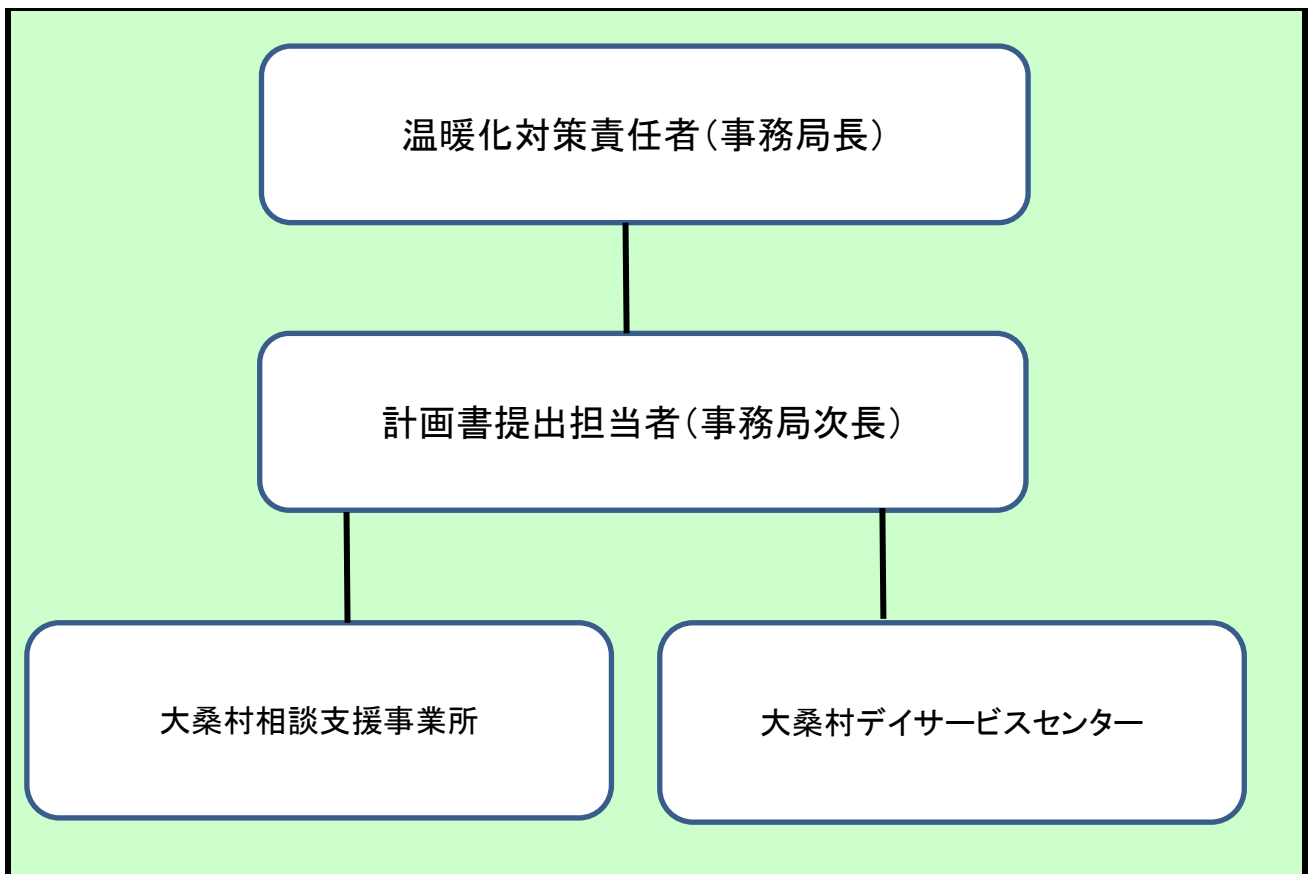 温暖化対策責任者（事務局長）
計画書提出担当者（事務局次長）
大桑村相談支援事業所
大桑村デイサービスセンター